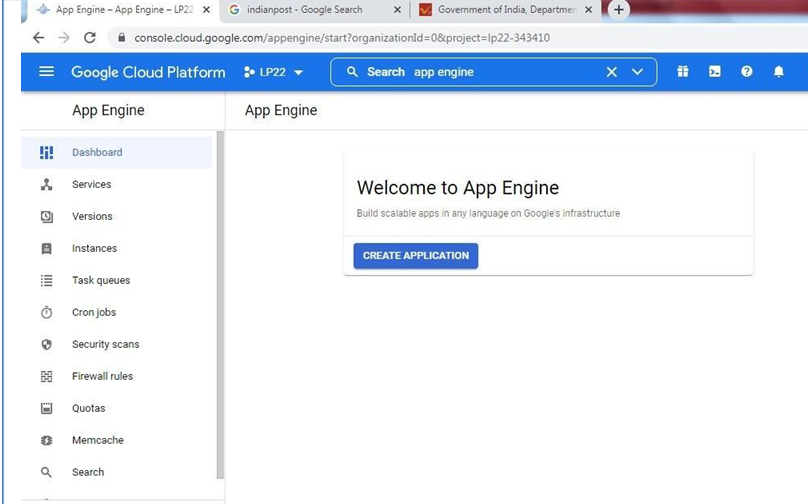 App Engine – App Engine – LP22
indianpost - Google Search
Government of India, Departmen
console.cloud.google.com/appengine/start?organizationId=0&project=lp22-343410
Google Cloud Platform
LP22
Search app engine
App Engine
App Engine
Dashboard
Services
Versions
Instances
Task queues
Cron jobs
Security scans
Firewall rules
Quotas
Memcache
Search
Welcome to App Engine
Build scalable apps in any language on Google's infrastructure
CREATE APPLICATION